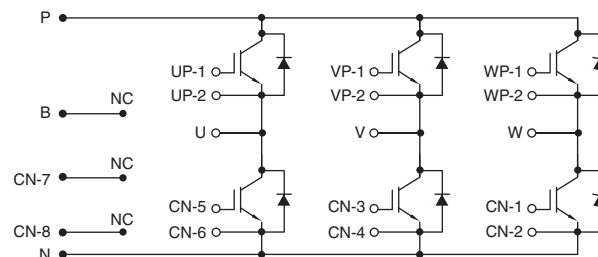 P
UP-1 VP-1 WP-1
UP-2 VP-2 WP-2
B NC
U V W
CN-7 NC
CN-5 CN-3 CN-1
CN-8 NC CN-6 CN-4 CN-2
N